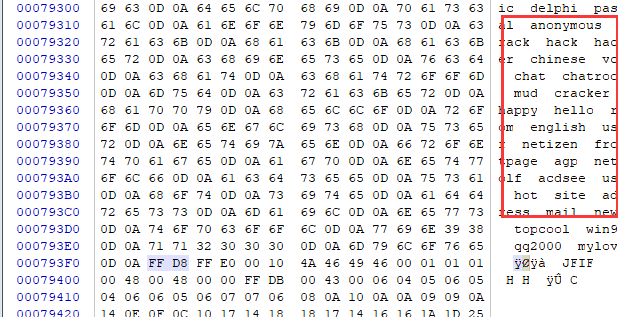 00079300 69 63 0D 0A 64 65 6C 70 68 69 0D 0A 70 61 73 63 ic delphi pas
00079310 61 6C 0D 0A 61 6E 6F 6E 79 6D 6F 75 73 0D 0A 63 al anonymous
00079320 72 61 63 6B 0D 0A 68 61 63 6B 0D 0A 68 61 63 6B rack hack hac
00079330 65 72 0D 0A 63 68 69 6E 65 73 65 0D 0A 76 63 64 er chinese vc
00079340 0D 0A 63 68 61 74 0D 0A 63 68 61 74 72 6F 6F 6D chat chatroo
00079350 0D 0A 6D 75 64 0D 0A 63 72 61 63 6B 65 72 0D 0A mud cracker
00079360 68 61 70 70 79 0D 0A 68 65 6C 6C 6F 0D 0A 72 6F happy hello r
00079370 6F 6D 0D 0A 65 6E 67 6C 69 73 68 0D 0A 75 73 65 om english us
00079380 72 0D 0A 6E 65 74 69 7A 65 6E 0D 0A 66 72 6F 6E r netizen fro
00079390 74 70 61 67 65 0D 0A 61 67 70 0D 0A 6E 65 74 77 tpage agp net
000793A0 6F 6C 66 0D 0A 61 63 64 73 65 65 0D 0A 75 73 61 olf acdsee us
000793B0 0D 0A 68 6F 74 0D 0A 73 69 74 65 0D 0A 61 64 64 hot site ad
000793C0 72 65 73 73 0D 0A 6D 61 69 6C 0D 0A 6E 65 77 73 ress mail new
000793D0 0D 0A 74 6F 70 63 6F 6F 6C 0D 0A 77 69 6E 39 38 topcool win9
000793E0 0D 0A 71 71 32 30 30 30 0D 0A 6D 79 6C 6F 76 65 qq2000 mylov
000793F0 0D 0A FF D8 FF E0 00 10 4A 46 49 46 00 01 01 01 ÿØÿà JFIF
00079400 00 48 00 48 00 00 FF DB 00 43 00 06 04 05 06 05 H H ÿÛ C
00079410 04 06 06 05 06 07 07 06 08 0A 10 0A 0A 09 09 0A
00079420 14 0E 0F 0C 10 17 14 18 18 17 14 16 16 1A 1D 25